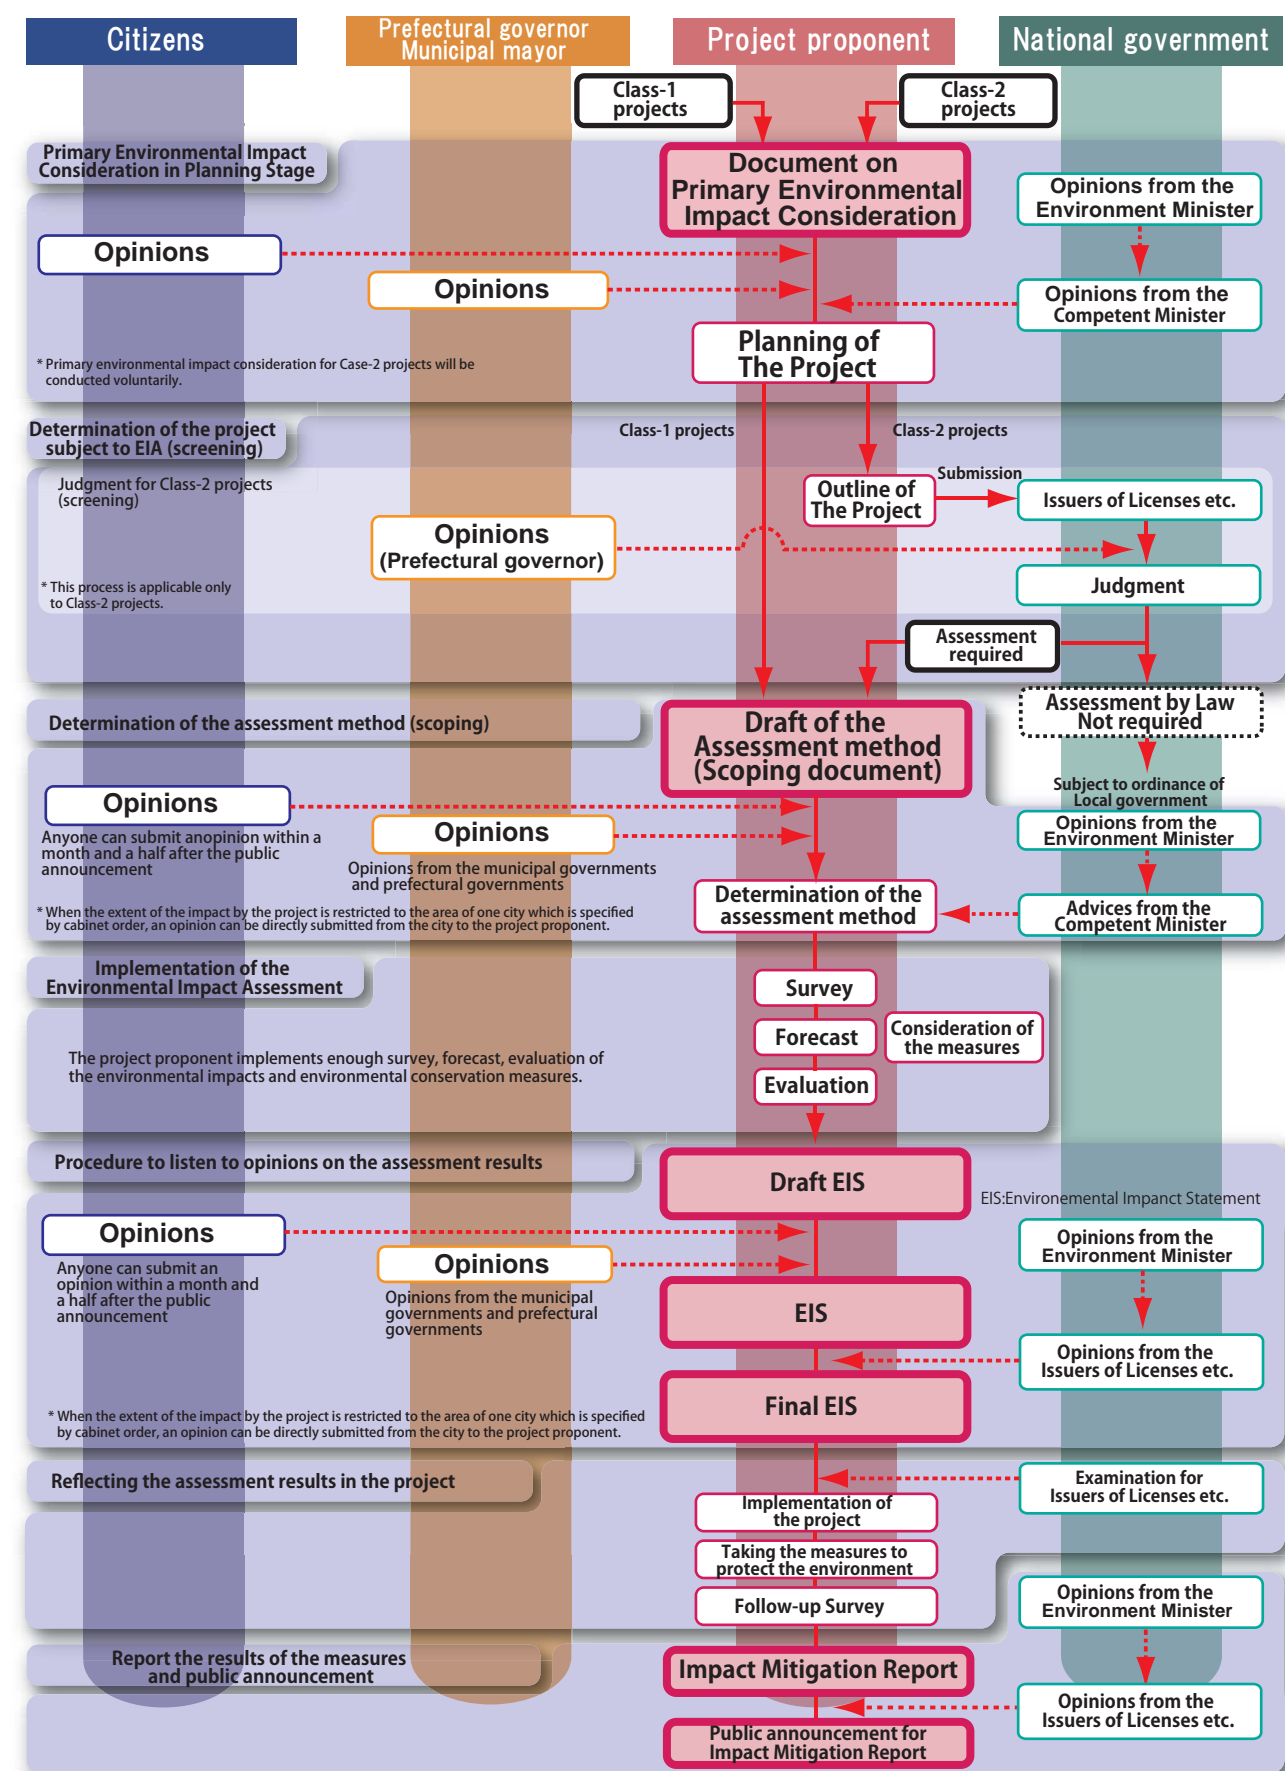 Citizens
Prefectural governor
Municipal mayor
Project proponent
National government
Class-1
projects
Class-2
projects
Primary Environmental Impact
Consideration in Planning Stage
Document on
Primary Environmental
Impact Consideration
Opinions from the
Environment Minister
Opinions
Opinions
Opinions from the
Competent Minister
Planning of
The Project
* Primary environmental impact consideration for Case-2 projects will be
conducted voluntarily.
Determination of the project
subject to EIA (screening)
Class-1 projects
Class-2 projects
Judgment for Class-2 projects
(screening)
Outline of
The Project
Submission
Issuers of Licenses etc.
Opinions
(Prefectural governor)
Judgment
* This process is applicable only
to Class-2 projects.
Assessment
required
Determination of the assessment method (scoping)
Draft of the
Assessment method
(Scoping document)
Assessment by Law
Not required
Subject to ordinance of
Local government
Opinions
Anyone can submit anopinion within a
month and a half after the public
announcement
Opinions
Opinions from the municipal governments
and prefectural governments
Opinions from the
Environment Minister
Determination of the
assessment method
Advices from the
Competent Minister
* When the extent of the impact by the project is restricted to the area of one city which is specified
by cabinet order, an opinion can be directly submitted from the city to the project proponent.
Implementation of the
Environmental Impact Assessment
Survey
Forecast
Consideration of
the measures
Evaluation
The project proponent implements enough survey, forecast, evaluation of
the environmental impacts and environmental conservation measures.
Procedure to listen to opinions on the assessment results
Draft EIS
EIS:Environemental Impanct Statement
Opinions
Anyone can submit an
opinion within a month and
a half after the public
announcement
Opinions
Opinions from the municipal
governments and prefectural
governments
Opinions from the
Environment Minister
EIS
Opinions from the
Issuers of Licenses etc.
Final EIS
* When the extent of the impact by the project is restricted to the area of one city which is specified
by cabinet order, an opinion can be directly submitted from the city to the project proponent.
Reflecting the assessment results in the project
Examination for
Issuers of Licenses etc.
Implementation of
the project
Taking the measures to
protect the environment
Follow-up Survey
Opinions from the
Environment Minister
Report the results of the measures
and public announcement
Impact Mitigation Report
Opinions from the
Issuers of Licenses etc.
Public announcement for
Impact Mitigation Report